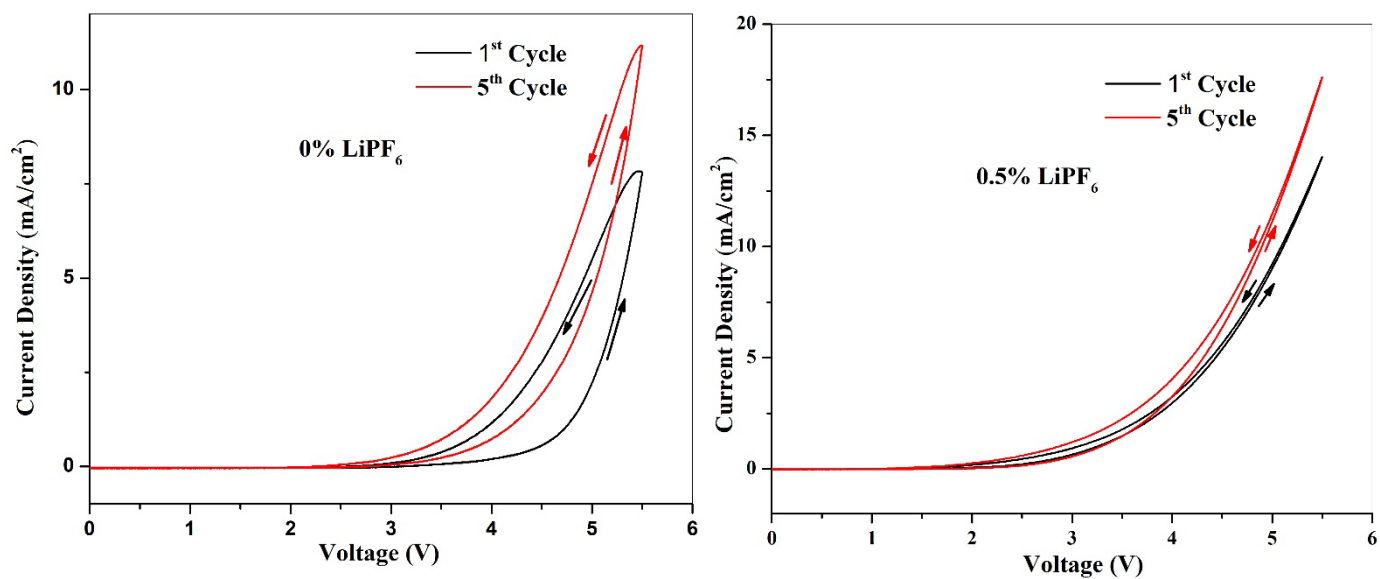 1st Cycle
5th Cycle
0% LiPF6
Current Density (mA/cm2)
10
5
0
0 1 2 3 4 5 6
Voltage (V)
1st Cycle
5th Cycle
0.5% LiPF6
Current Density (mA/cm2)
20
15
10
5
0
0 1 2 3 4 5 6
Voltage (V)